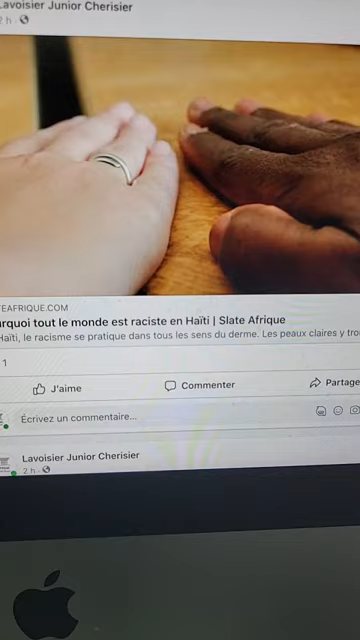 Lavoisier Junior Cherisier
2 h ·
EAFRIQUE.COM
rquoi tout le monde est raciste en Haïti | Slate Afrique
Haïti, le racisme se pratique dans tous les sens du derme. Les peaux claires y tro
1
J'aime
Commenter
Partage
Écrivez un commentaire...
Lavoisier Junior Cherisier
2 h ·